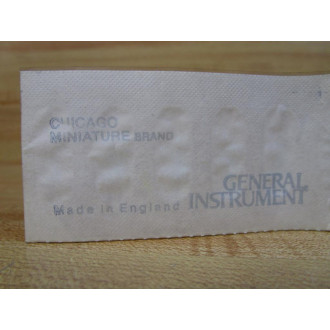 CHICAGO
MINIATURE BRAND
GENERAL
INSTRUMENT
Made in England